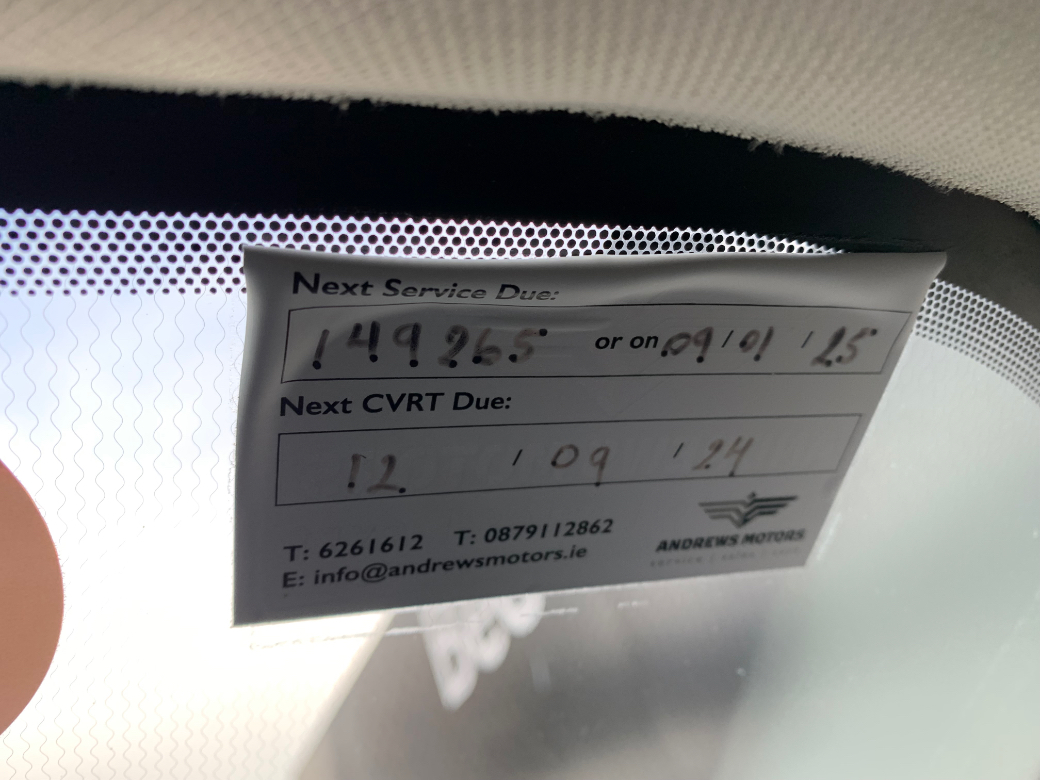 Next Service Due:
149265 or on 09 / 01 / 25
Next CVRT Due:
12 / 09 / 24
T: 6261612 T: 0879112862
E: info@andrewsmotors.ie
ANDREWS MOTORS